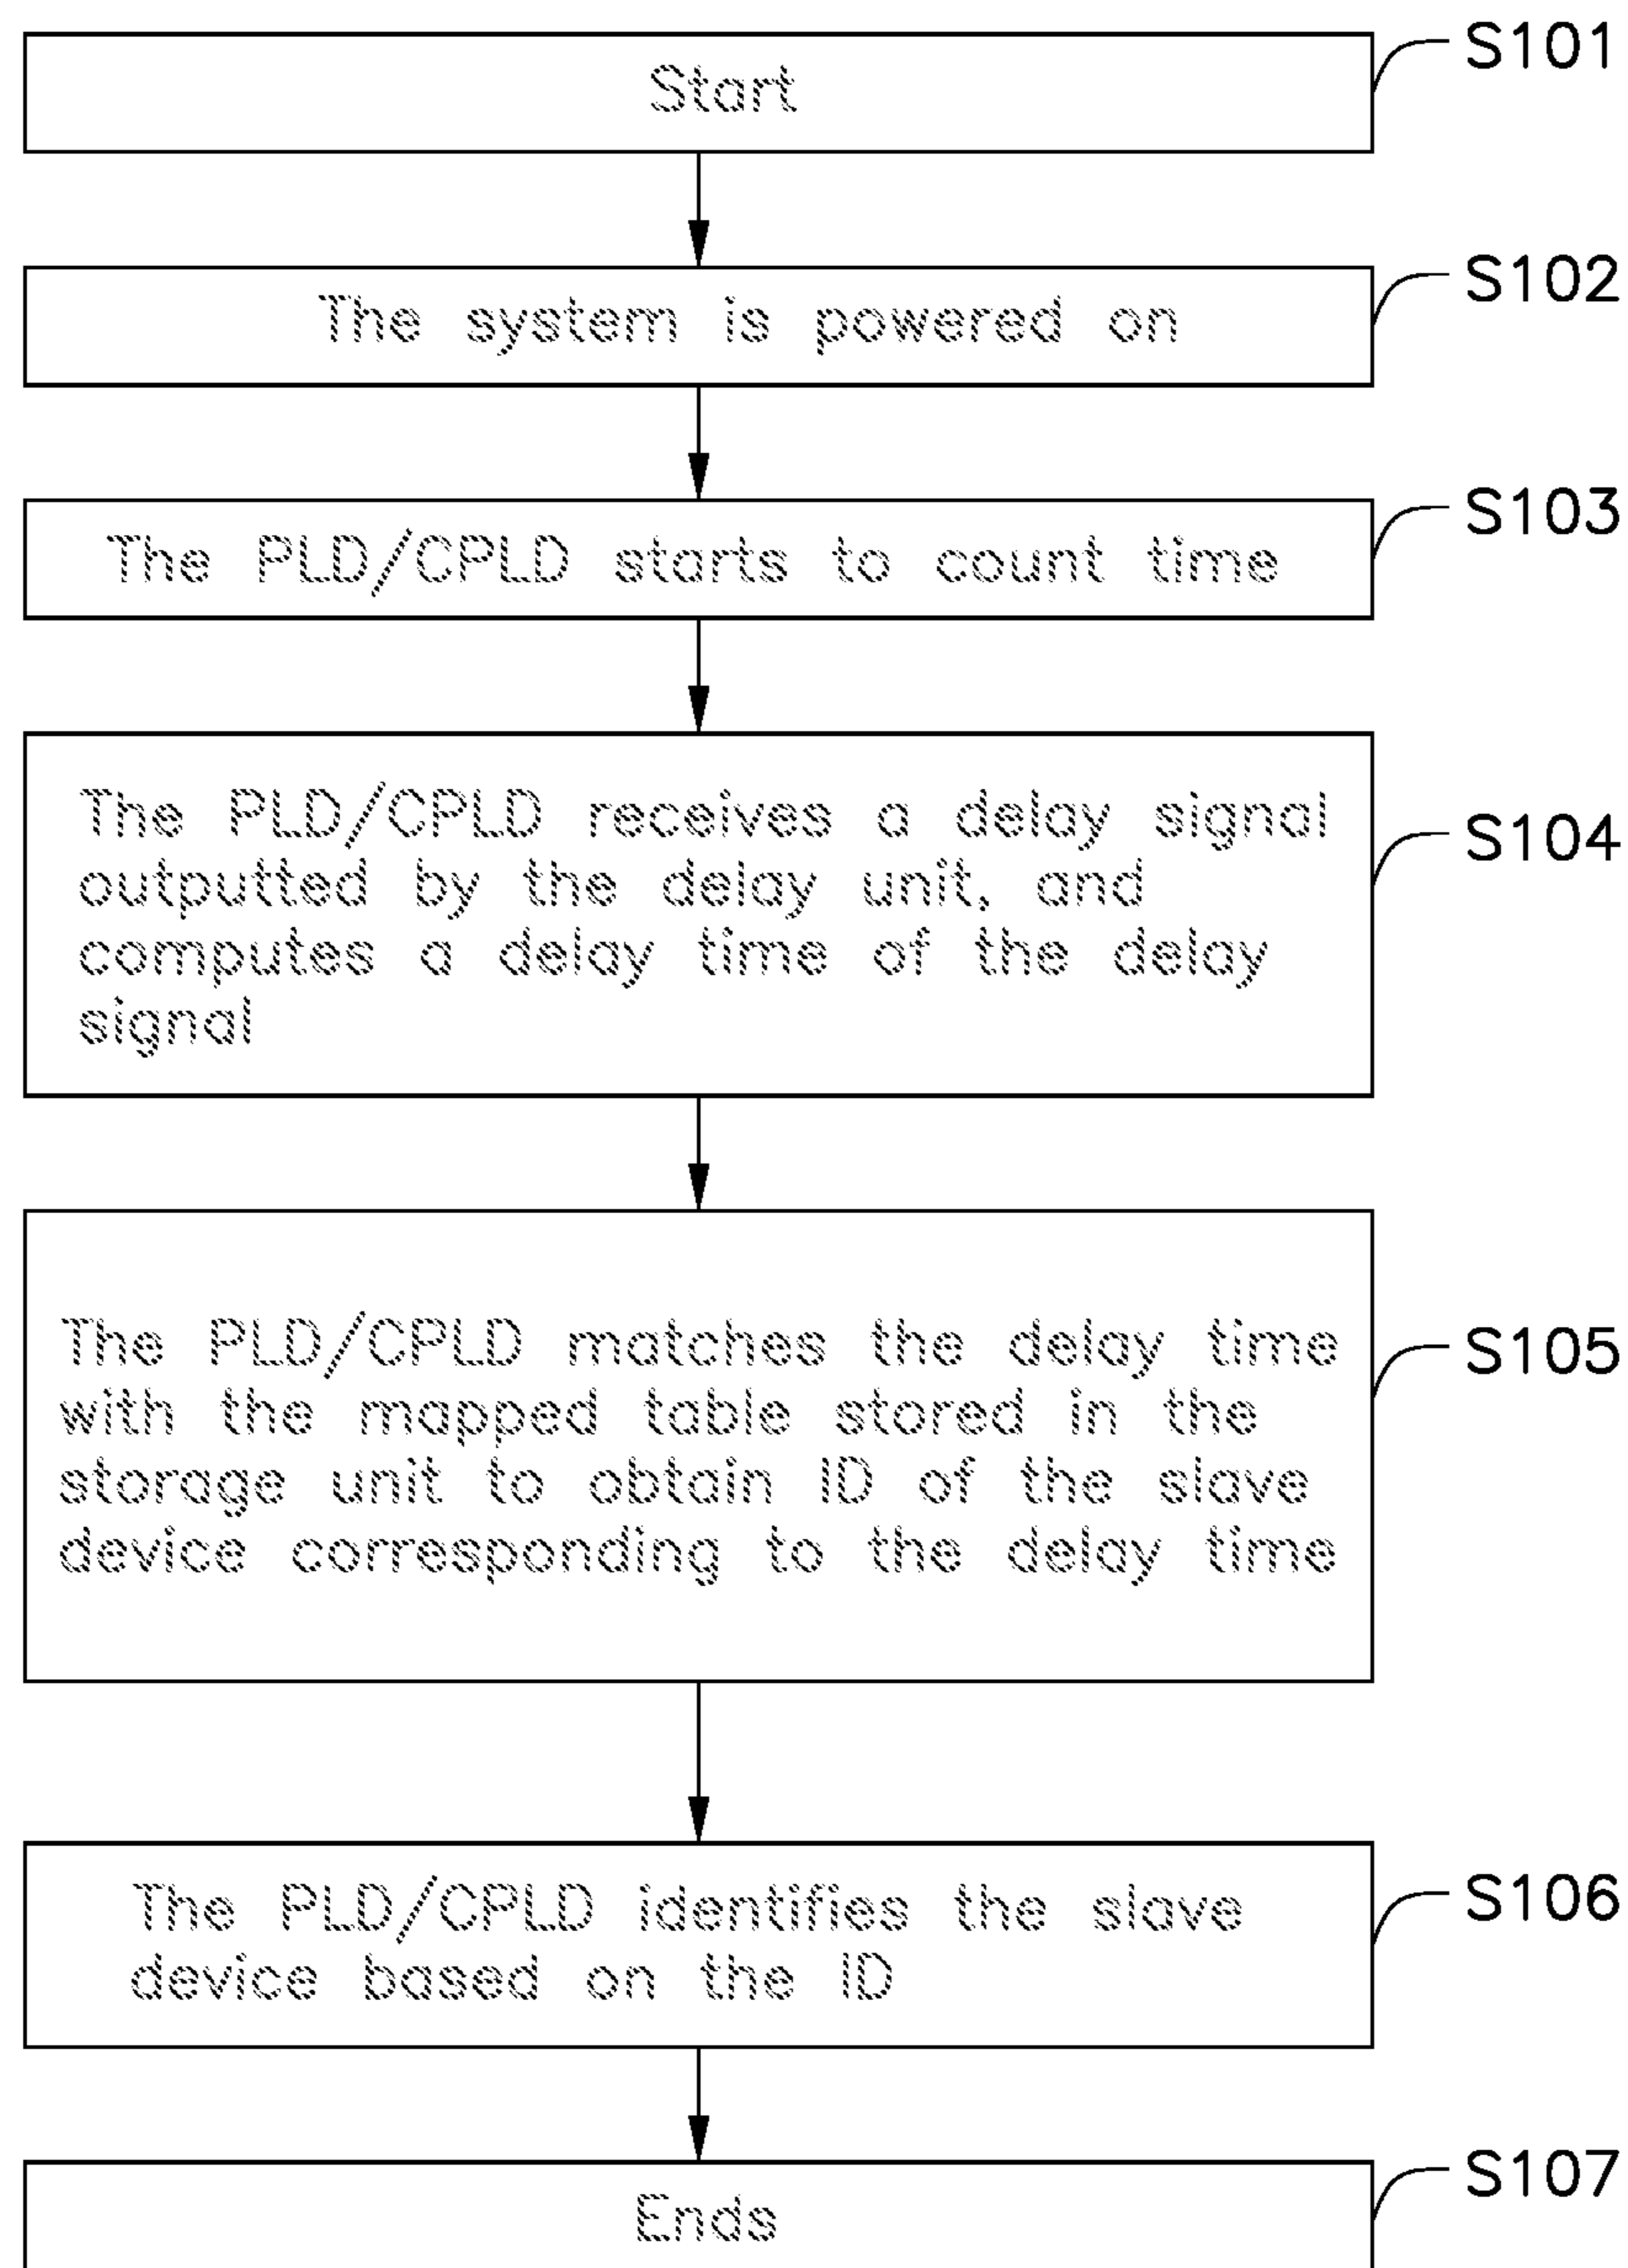 Start
S101
The system is powered on
S102
The PLD/CPLD starts to count time
S103
The PLD/CPLD receives a delay signal
outputted by the delay unit, and
computes a delay time of the delay
signal
S104
The PLD/CPLD matches the delay time
with the mapped table stored in the
storage unit to obtain ID of the slave
device corresponding to the delay time
S105
The PLD/CPLD identifies the slave
device based on the ID
S106
Ends
S107